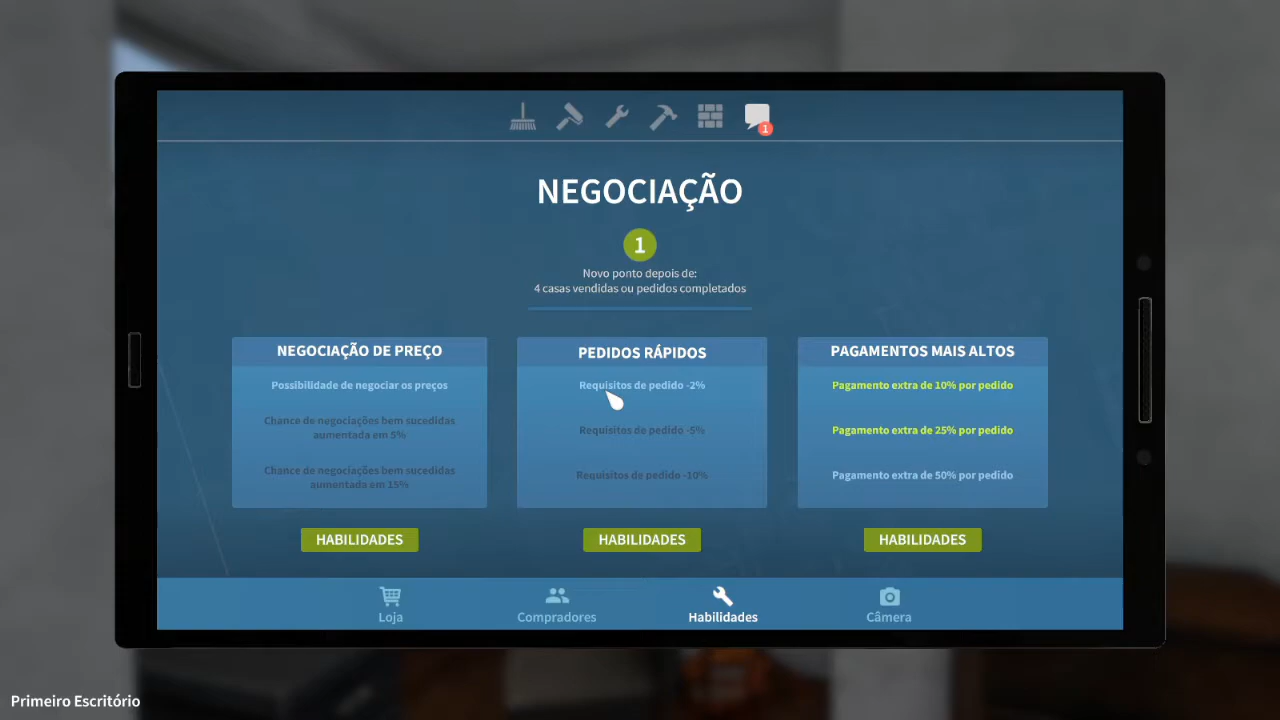 1
NEGOCIAÇÃO
1
Novo ponto depois de:
4 casas vendidas ou pedidos completados
NEGOCIAÇÃO DE PREÇO
Possibilidade de negociar os preços
Chance de negociações bem sucedidas
aumentada em 5%
Chance de negociações bem sucedidas
aumentada em 15%
HABILIDADES
PEDIDOS RÁPIDOS
Requisitos de pedido -2%
Requisitos de pedido -5%
Requisitos de pedido -10%
HABILIDADES
PAGAMENTOS MAIS ALTOS
Pagamento extra de 10% por pedido
Pagamento extra de 25% por pedido
Pagamento extra de 50% por pedido
HABILIDADES
Loja
Compradores
Habilidades
Câmera
Primeiro Escritório